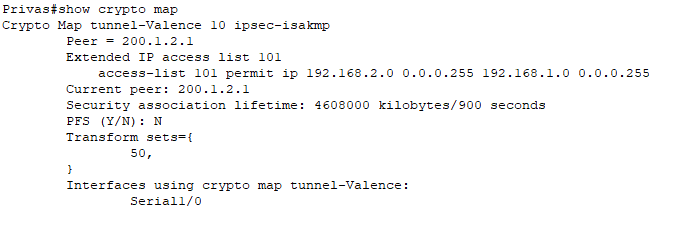 Privas#show crypto map
Crypto Map tunnel-Valence 10 ipsec-isakmp
Peer = 200.1.2.1
Extended IP access list 101
access-list 101 permit ip 192.168.2.0 0.0.0.255 192.168.1.0 0.0.0.255
Current peer: 200.1.2.1
Security association lifetime: 4608000 kilobytes/900 seconds
PFS (Y/N): N
Transform sets={
50,
}
Interfaces using crypto map tunnel-Valence:
Serial1/0